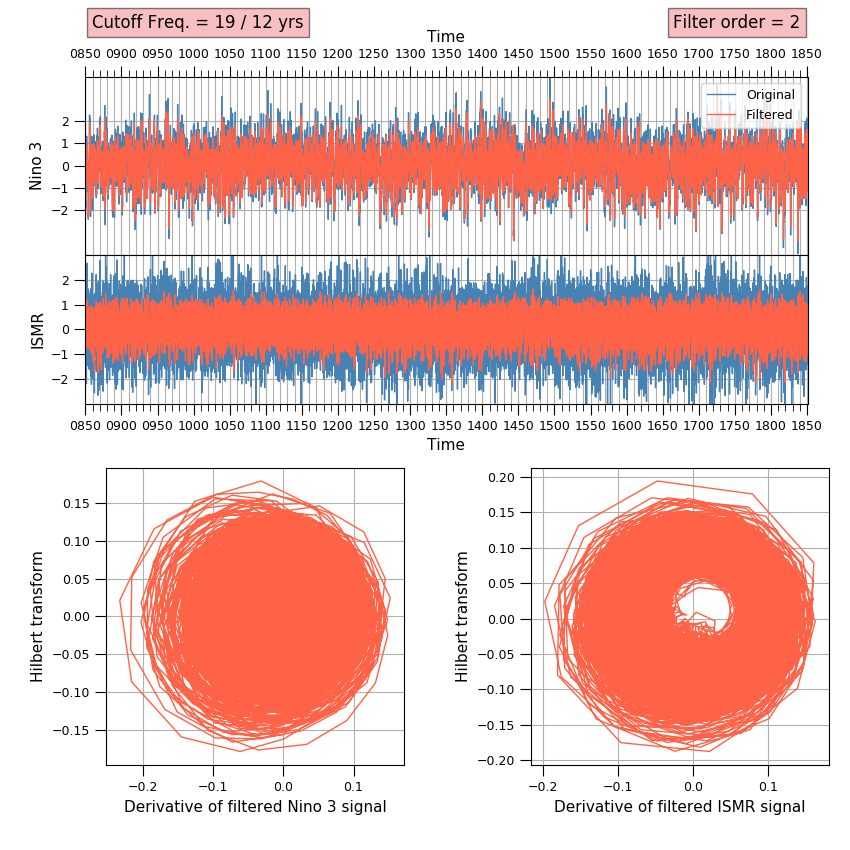 Cutoff Freq. = 19 / 12 yrs
Filter order = 2
Time
0850 0900 0950 1000 1050 1100 1150 1200 1250 1300 1350 1400 1450 1500 1550 1600 1650 1700 1750 1800 1850
Original
Filtered
Nino 3
2
1
0
−1
−2
ISMR
2
1
0
−1
−2
0850 0900 0950 1000 1050 1100 1150 1200 1250 1300 1350 1400 1450 1500 1550 1600 1650 1700 1750 1800 1850
Time
Hilbert transform
0.15
0.10
0.05
0.00
−0.05
−0.10
−0.15
−0.2 −0.1 0.0 0.1
Derivative of filtered Nino 3 signal
Hilbert transform
0.20
0.15
0.10
0.05
0.00
−0.05
−0.10
−0.15
−0.20
−0.2 −0.1 0.0 0.1
Derivative of filtered ISMR signal